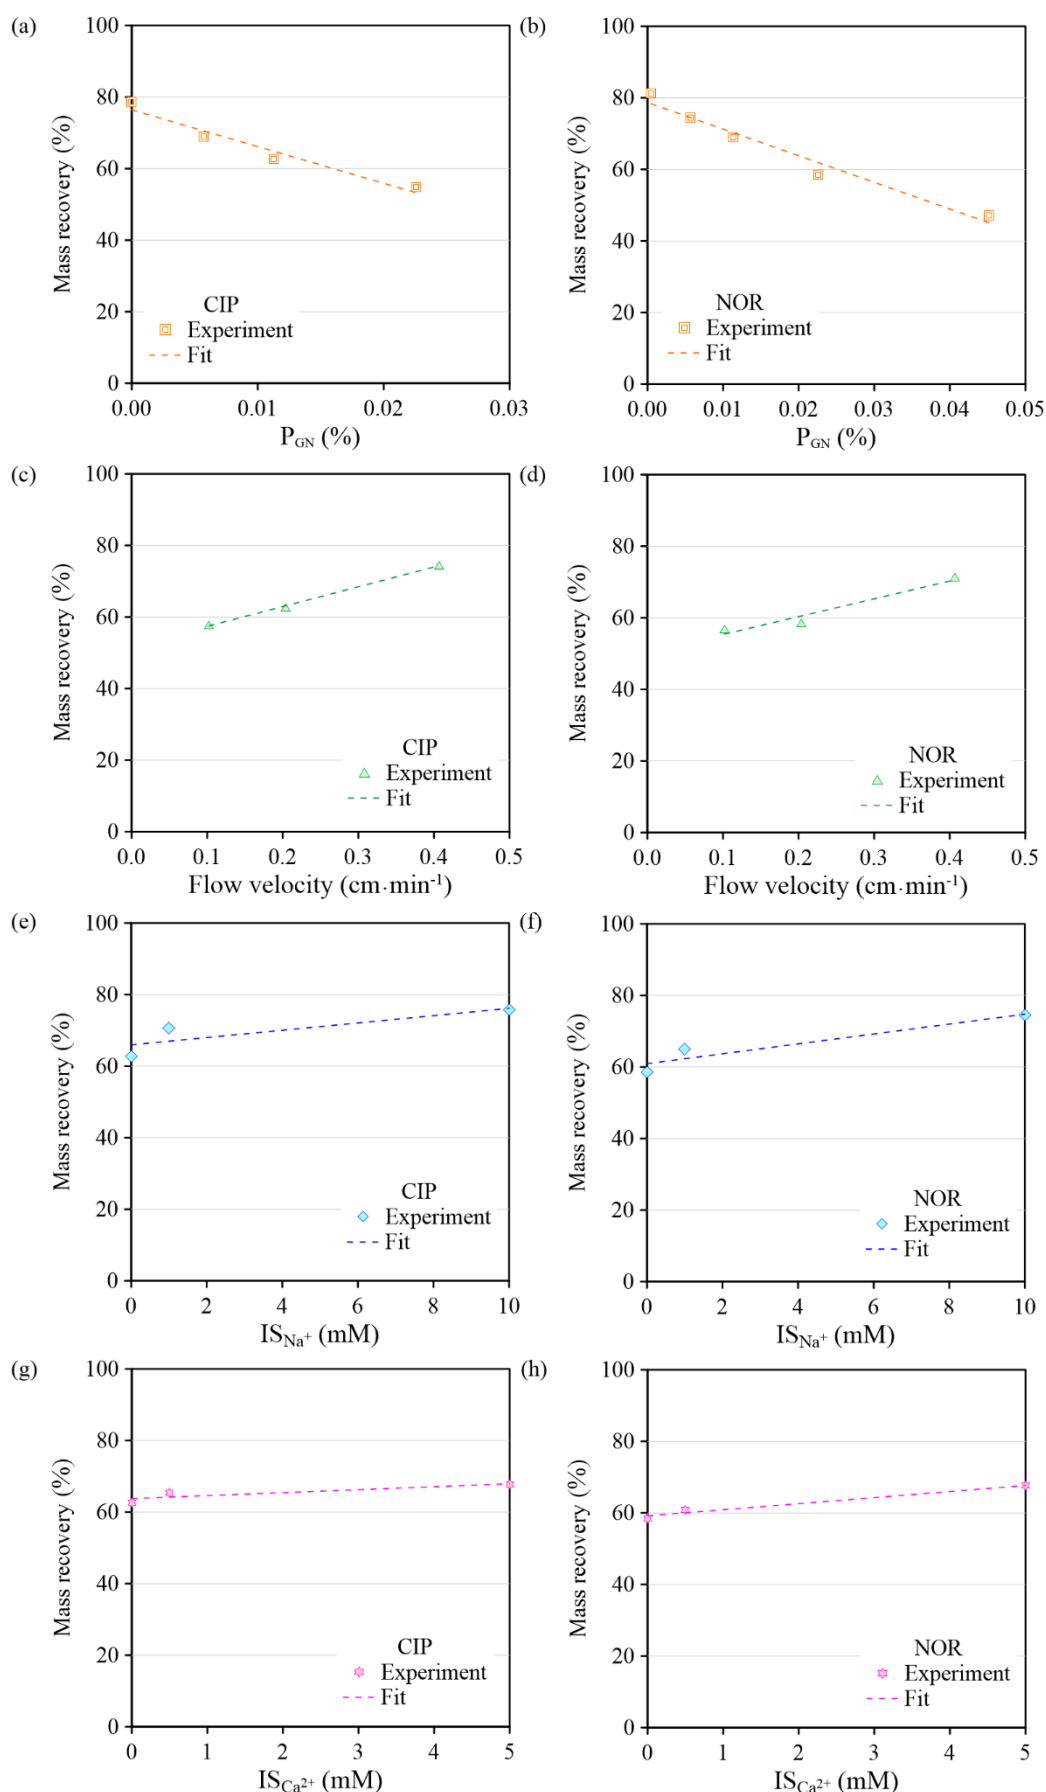 (a)
100
80
60
40
20
0
Mass recovery (%)
CIP
Experiment
Fit
0.00 0.01 0.02 0.03
P_GN (%)
(b)
100
80
60
40
20
0
Mass recovery (%)
NOR
Experiment
Fit
0.00 0.01 0.02 0.03 0.04 0.05
P_GN (%)
(c)
100
80
60
40
20
0
Mass recovery (%)
CIP
Experiment
Fit
0.0 0.1 0.2 0.3 0.4 0.5
Flow velocity (cm·min⁻¹)
(d)
100
80
60
40
20
0
Mass recovery (%)
NOR
Experiment
Fit
0.0 0.1 0.2 0.3 0.4 0.5
Flow velocity (cm·min⁻¹)
(e)
100
80
60
40
20
0
Mass recovery (%)
CIP
Experiment
Fit
0 2 4 6 8 10
IS_Na⁺ (mM)
(f)
100
80
60
40
20
0
Mass recovery (%)
NOR
Experiment
Fit
0 2 4 6 8 10
IS_Na⁺ (mM)
(g)
100
80
60
40
20
0
Mass recovery (%)
CIP
Experiment
Fit
0 1 2 3 4 5
IS_Ca²⁺ (mM)
(h)
100
80
60
40
20
0
Mass recovery (%)
NOR
Experiment
Fit
0 1 2 3 4 5
IS_Ca²⁺ (mM)